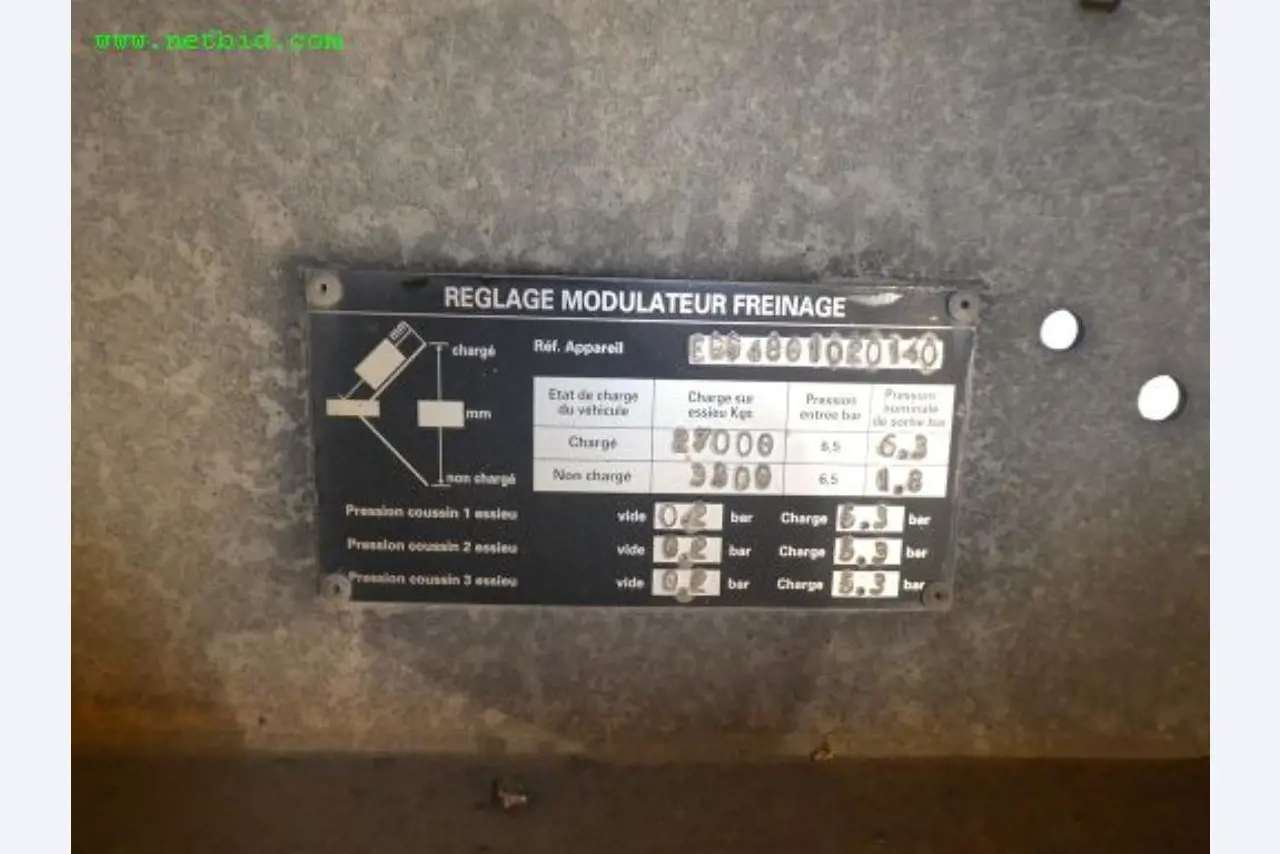 www.netbid.com
REGLAGE MODULATEUR FREINAGE
chargé
Réf. Appareil EBS4801020140
mm
non chargé
Etat de charge du véhicule Charge sur essieu Kgs Pression entrée bar Pression nominale de sortie bar
Chargé 27000 6,5 6.3
Non chargé 6,5 1.8
Pression coussin 1 essieu vide 0.2 bar Charge 5.3 bar
Pression coussin 2 essieu vide 0.2 bar Charge 5.3 bar
Pression coussin 3 essieu vide 0.2 bar Charge 5.3 bar